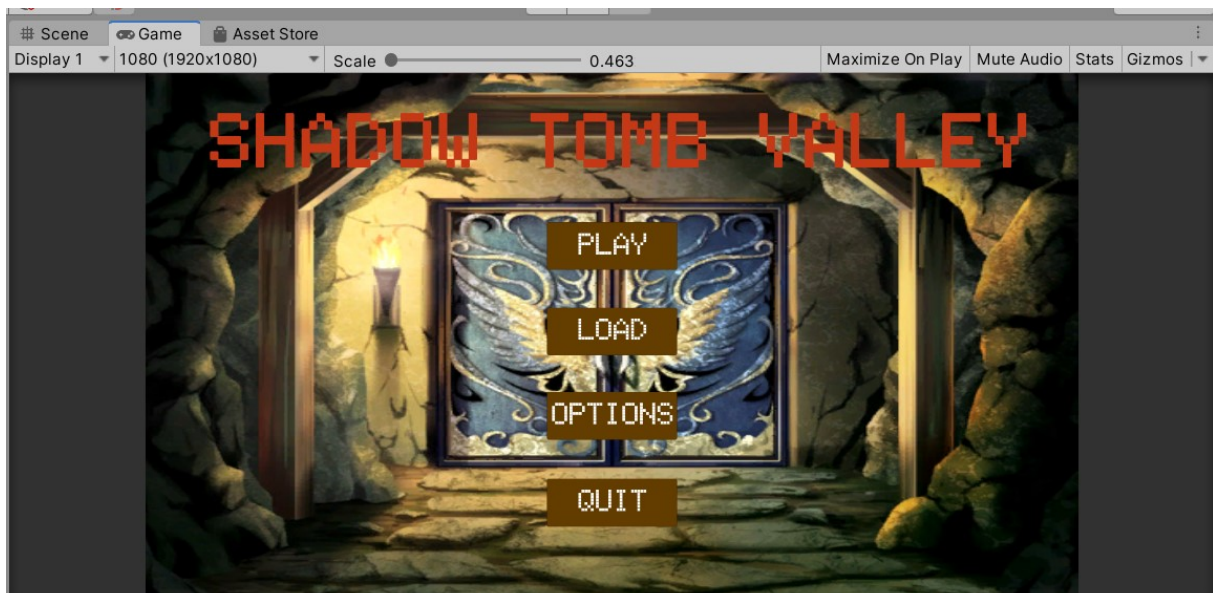 Scene Game Asset Store
Display 1 1080 (1920x1080) Scale 0.463 Maximize On Play Mute Audio Stats Gizmos
SHADOW TOMB VALLEY
PLAY
LOAD
OPTIONS
QUIT